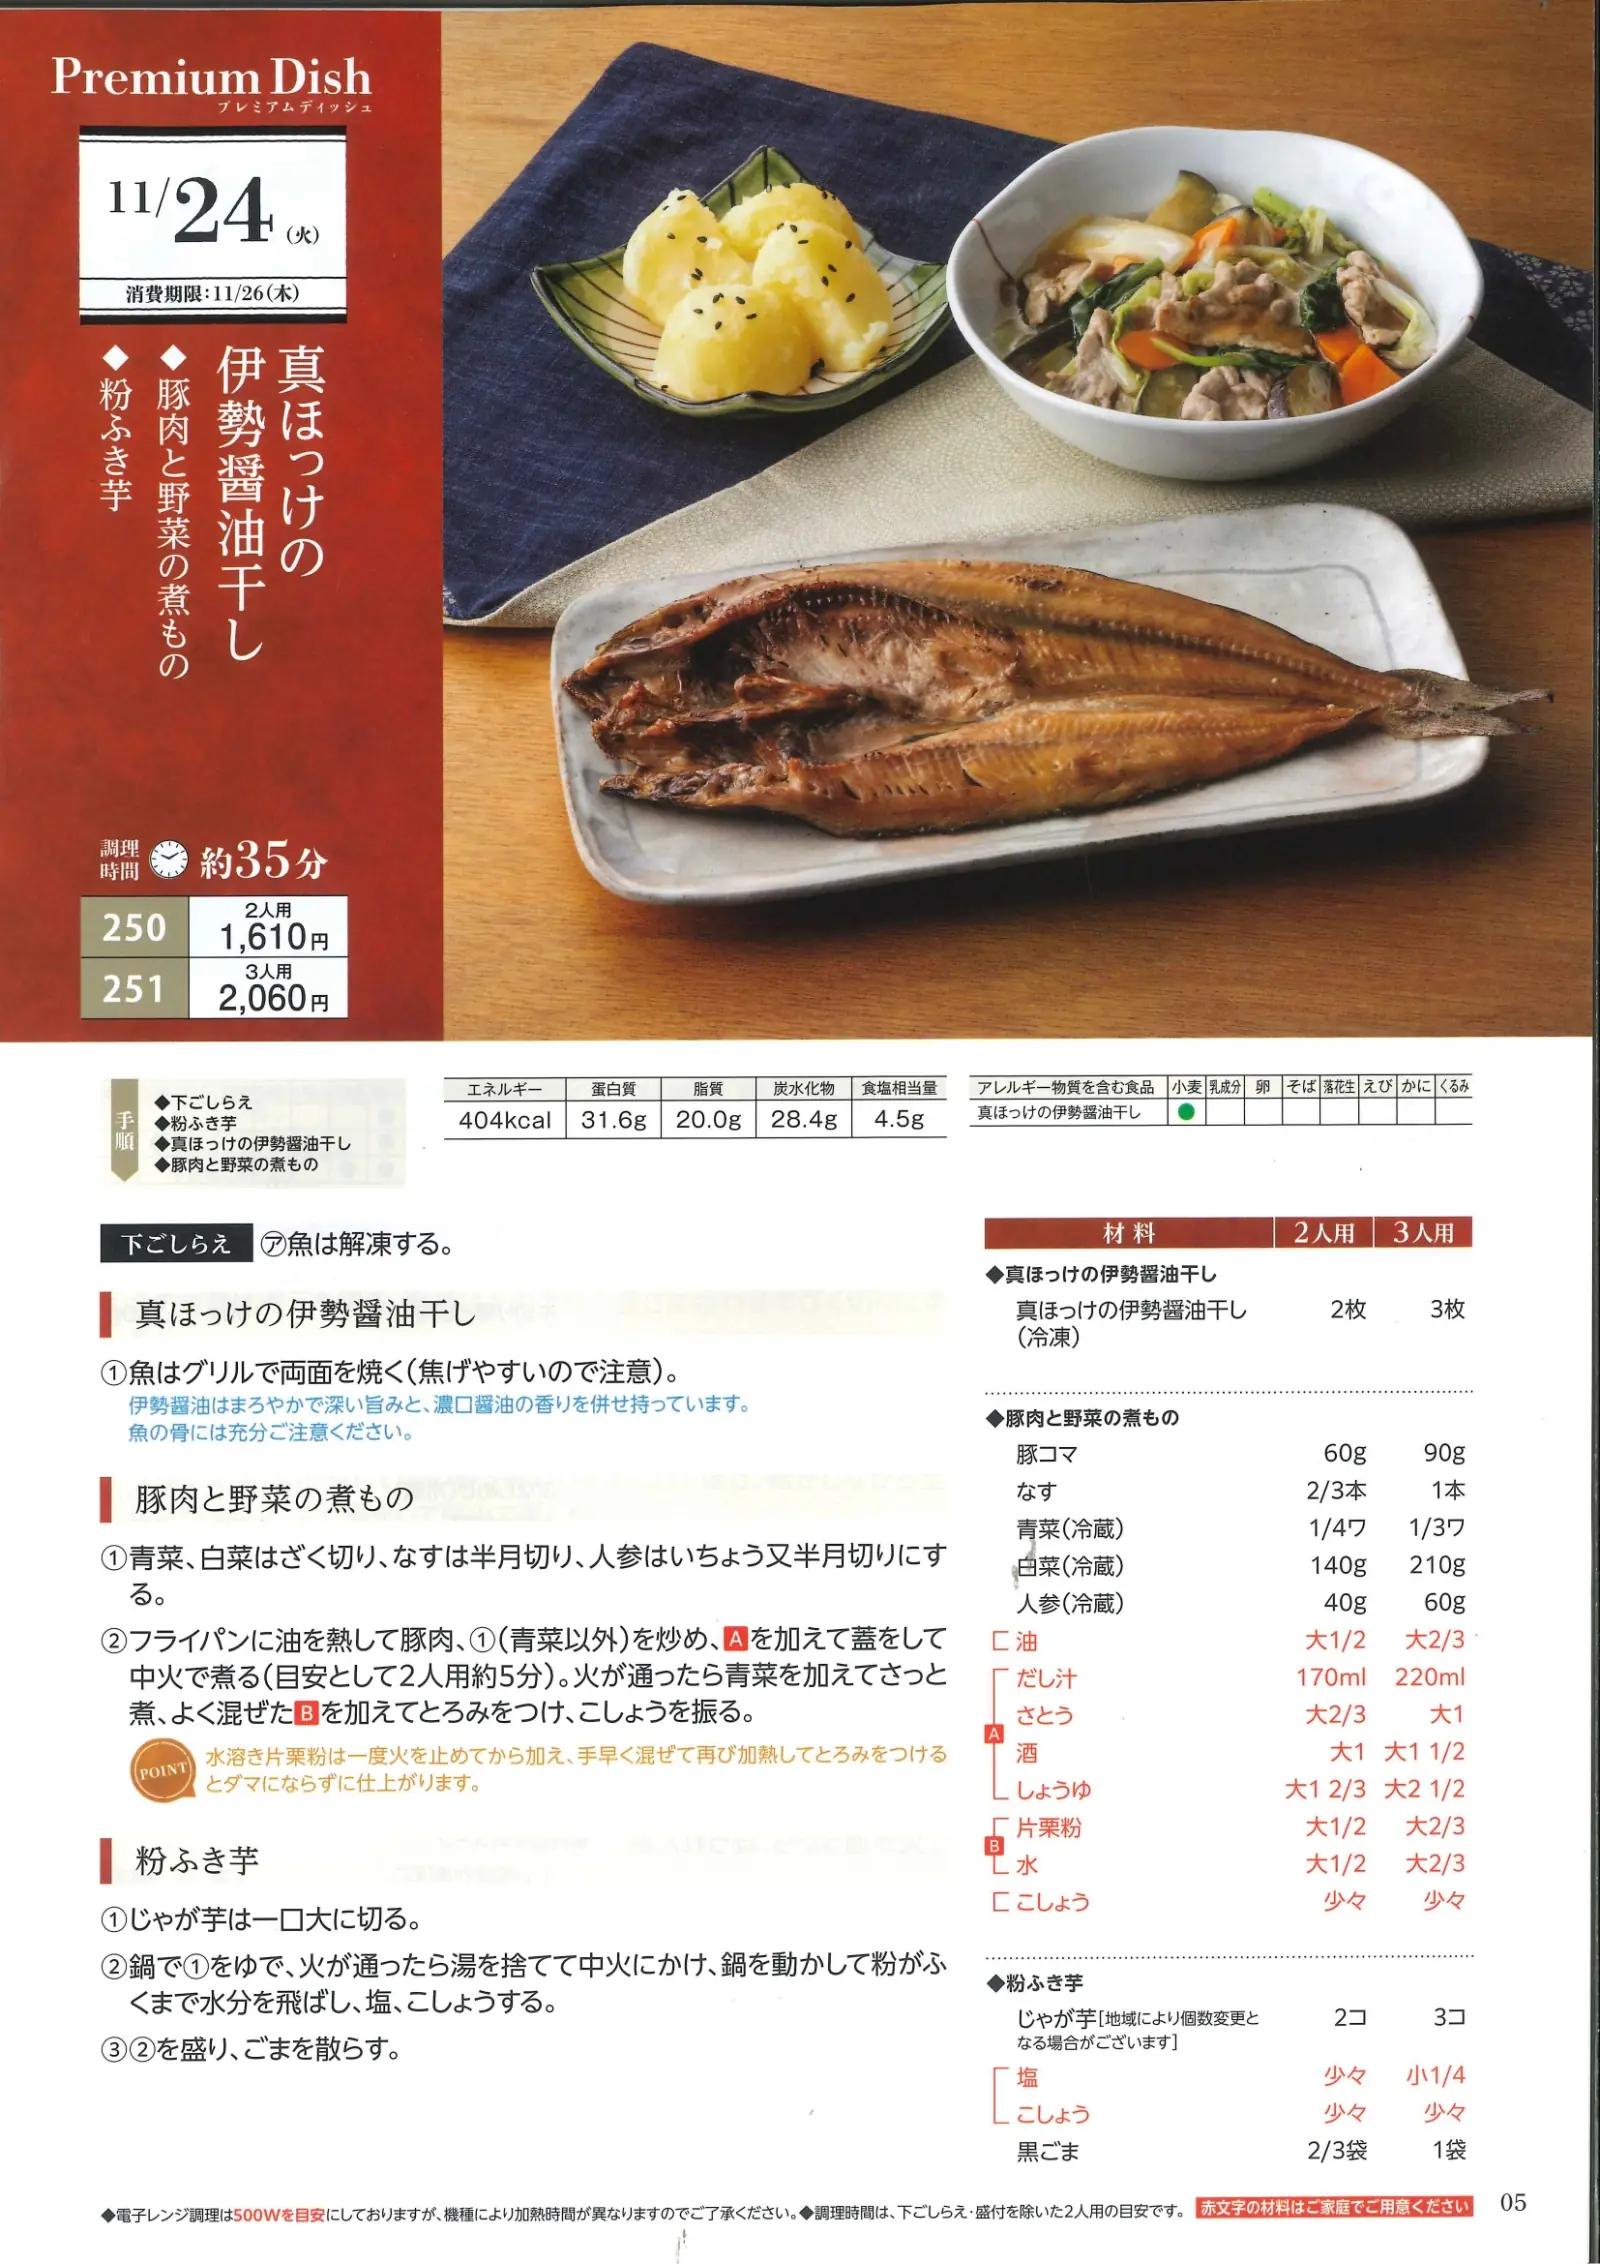 Premium Dish
プレミアムディッシュ
11/24(火)
消費期限:11/26(木)
真ほっけの
伊勢醤油干し
◆豚肉と野菜の煮もの
◆粉ふき芋
調理
時間
約35分
250 2人用 1,610円
251 3人用 2,060円
手順
◆下ごしらえ
◆粉ふき芋
◆真ほっけの伊勢醤油干し
◆豚肉と野菜の煮もの
エネルギー 蛋白質 脂質 炭水化物 食塩相当量
404kcal 31.6g 20.0g 28.4g 4.5g
アレルギー物質を含む食品 小麦 乳成分 卵 そば 落花生 えび かに くるみ
真ほっけの伊勢醤油干し ●
下ごしらえ ㋐魚は解凍する。
真ほっけの伊勢醤油干し
①魚はグリルで両面を焼く(焦げやすいので注意)。
伊勢醤油はまろやかで深い旨みと、濃口醤油の香りを併せ持っています。
魚の骨には充分ご注意ください。
豚肉と野菜の煮もの
①青菜、白菜はざく切り、なすは半月切り、人参はいちょう又半月切りにす
る。
②フライパンに油を熱して豚肉、①(青菜以外)を炒め、Aを加えて蓋をして
中火で煮る(目安として2人用約5分)。火が通ったら青菜を加えてさっと
煮、よく混ぜたBを加えてとろみをつけ、こしょうを振る。
POINT
水溶き片栗粉は一度火を止めてから加え、手早く混ぜて再び加熱してとろみをつける
とダマにならずに仕上がります。
粉ふき芋
①じゃが芋は一口大に切る。
②鍋で①をゆで、火が通ったら湯を捨てて中火にかけ、鍋を動かして粉がふ
くまで水分を飛ばし、塩、こしょうする。
③②を盛り、ごまを散らす。
材料 2人用 3人用
◆真ほっけの伊勢醤油干し
真ほっけの伊勢醤油干し 2枚 3枚
(冷凍)
◆豚肉と野菜の煮もの
豚コマ 60g 90g
なす 2/3本 1本
青菜(冷蔵) 1/4ワ 1/3ワ
白菜(冷蔵) 140g 210g
人参(冷蔵) 40g 60g
油 大1/2 大2/3
A
だし汁 170ml 220ml
さとう 大2/3 大1
酒 大1 大1 1/2
しょうゆ 大1 2/3 大2 1/2
B
片栗粉 大1/2 大2/3
水 大1/2 大2/3
こしょう 少々 少々
◆粉ふき芋
じゃが芋[地域により個数変更と 2コ 3コ
なる場合がございます]
塩 少々 小1/4
こしょう 少々 少々
黒ごま 2/3袋 1袋
◆電子レンジ調理は500Wを目安にしておりますが、機種により加熱時間が異なりますのでご了承ください。◆調理時間は、下ごしらえ・盛付を除いた2人用の目安です。 赤文字の材料はご家庭でご用意ください 05